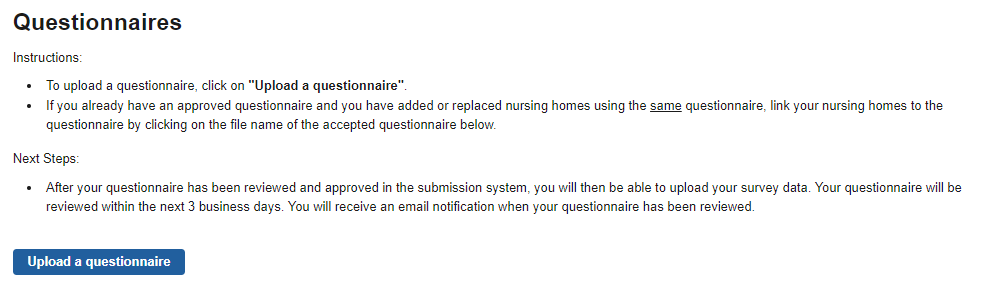 Questionnaires
Instructions:
• To upload a questionnaire, click on "Upload a questionnaire".
• If you already have an approved questionnaire and you have added or replaced nursing homes using the same questionnaire, link your nursing homes to the
questionnaire by clicking on the file name of the accepted questionnaire below.
Next Steps:
• After your questionnaire has been reviewed and approved in the submission system, you will then be able to upload your survey data. Your questionnaire will be
reviewed within the next 3 business days. You will receive an email notification when your questionnaire has been reviewed.
Upload a questionnaire